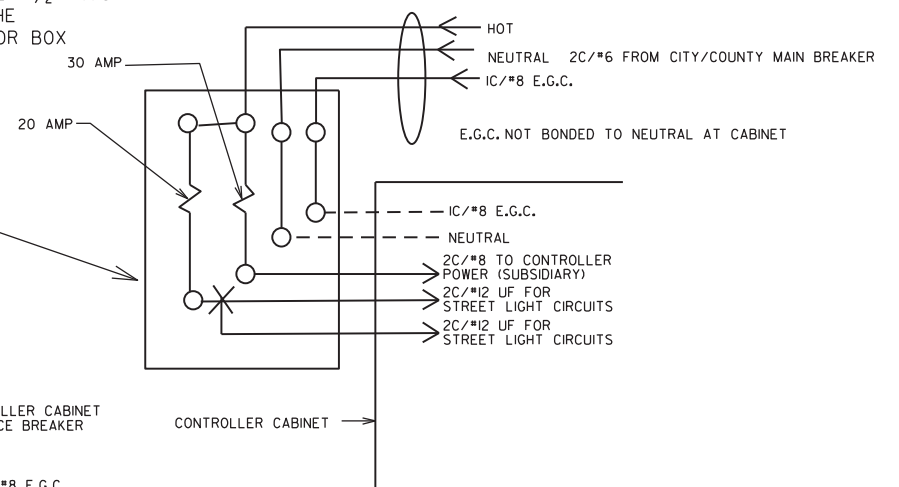 HE
OR BOX
30 AMP
20 AMP
HOT
NEUTRAL 2C/#6 FROM CITY/COUNTY MAIN BREAKER
1C/#8 E.G.C.
E.G.C. NOT BONDED TO NEUTRAL AT CABINET
1C/#8 E.G.C.
NEUTRAL
2C/#8 TO CONTROLLER
POWER (SUBSIDIARY)
2C/#12 UF FOR
STREET LIGHT CIRCUITS
2C/#12 UF FOR
STREET LIGHT CIRCUITS
LLER CABINET
CE BREAKER
CONTROLLER CABINET
#8 E.G.C.